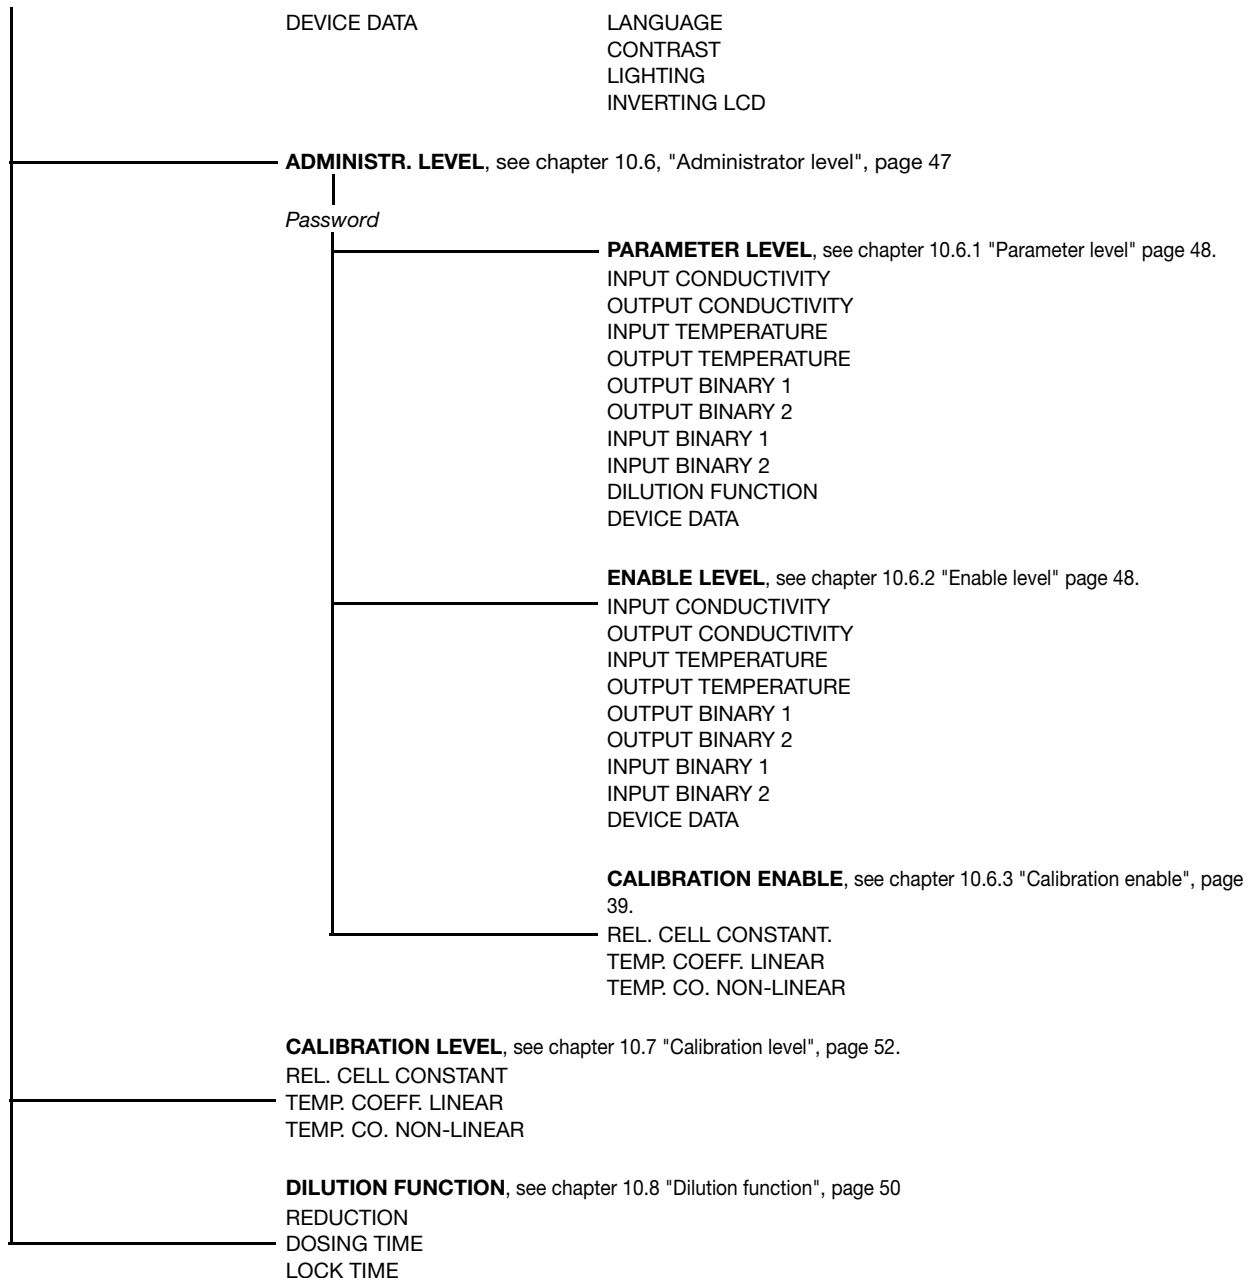 DEVICE DATA LANGUAGE
CONTRAST
LIGHTING
INVERTING LCD
ADMINISTR. LEVEL, see chapter 10.6, "Administrator level", page 47
Password
PARAMETER LEVEL, see chapter 10.6.1 "Parameter level" page 48.
INPUT CONDUCTIVITY
OUTPUT CONDUCTIVITY
INPUT TEMPERATURE
OUTPUT TEMPERATURE
OUTPUT BINARY 1
OUTPUT BINARY 2
INPUT BINARY 1
INPUT BINARY 2
DILUTION FUNCTION
DEVICE DATA
ENABLE LEVEL, see chapter 10.6.2 "Enable level" page 48.
INPUT CONDUCTIVITY
OUTPUT CONDUCTIVITY
INPUT TEMPERATURE
OUTPUT TEMPERATURE
OUTPUT BINARY 1
OUTPUT BINARY 2
INPUT BINARY 1
INPUT BINARY 2
DEVICE DATA
CALIBRATION ENABLE, see chapter 10.6.3 "Calibration enable", page
39.
REL. CELL CONSTANT.
TEMP. COEFF. LINEAR
TEMP. CO. NON-LINEAR
CALIBRATION LEVEL, see chapter 10.7 "Calibration level", page 52.
REL. CELL CONSTANT
TEMP. COEFF. LINEAR
TEMP. CO. NON-LINEAR
DILUTION FUNCTION, see chapter 10.8 "Dilution function", page 50
REDUCTION
DOSING TIME
LOCK TIME